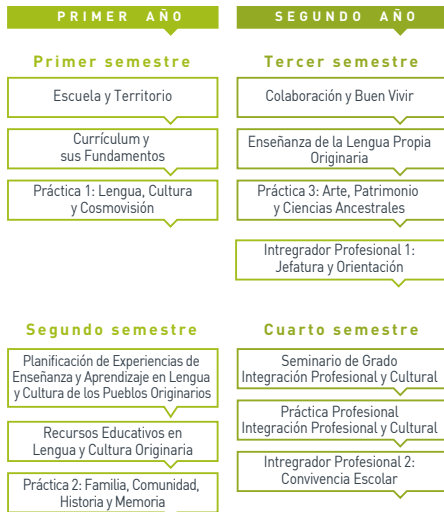 PRIMER AÑO
Primer semestre
Escuela y Territorio
Currículum y
sus Fundamentos
Práctica 1: Lengua, Cultura
y Cosmovisión
Segundo semestre
Planificación de Experiencias de
Enseñanza y Aprendizaje en Lengua
y Cultura de los Pueblos Originarios
Recursos Educativos en
Lengua y Cultura Originaria
Práctica 2: Familia, Comunidad,
Historia y Memoria
SEGUNDO AÑO
Tercer semestre
Colaboración y Buen Vivir
Enseñanza de la Lengua Propia
Originaria
Práctica 3: Arte, Patrimonio
y Ciencias Ancestrales
Intregrador Profesional 1:
Jefatura y Orientación
Cuarto semestre
Seminario de Grado
Integración Profesional y Cultural
Práctica Profesional
Integración Profesional y Cultural
Intregrador Profesional 2:
Convivencia Escolar